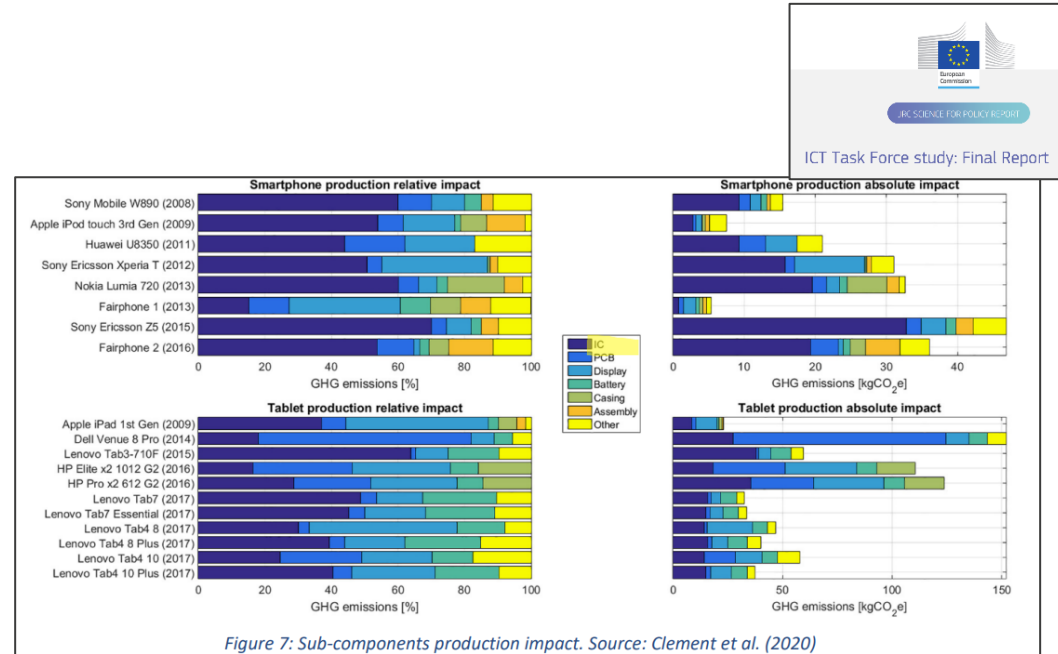 European
Commission
JRC SCIENCE FOR POLICY REPORT
ICT Task Force study: Final Report
Smartphone production relative impact
Sony Mobile W890 (2008)
Apple iPod touch 3rd Gen (2009)
Huawei U8350 (2011)
Sony Ericsson Xperia T (2012)
Nokia Lumia 720 (2013)
Fairphone 1 (2013)
Sony Ericsson Z5 (2015)
Fairphone 2 (2016)
0 20 40 60 80 100
GHG emissions [%]
Smartphone production absolute impact
0 10 20 30 40
GHG emissions [kgCO2e]
IC
PCB
Display
Battery
Casing
Assembly
Other
Tablet production relative impact
Apple iPad 1st Gen (2009)
Dell Venue 8 Pro (2014)
Lenovo Tab3-710F (2015)
HP Elite x2 1012 G2 (2016)
HP Pro x2 612 G2 (2016)
Lenovo Tab7 (2017)
Lenovo Tab7 Essential (2017)
Lenovo Tab4 8 (2017)
Lenovo Tab4 8 Plus (2017)
Lenovo Tab4 10 (2017)
Lenovo Tab4 10 Plus (2017)
0 20 40 60 80 100
GHG emissions [%]
Tablet production absolute impact
0 50 100 150
GHG emissions [kgCO2e]
Figure 7: Sub-components production impact. Source: Clement et al. (2020)